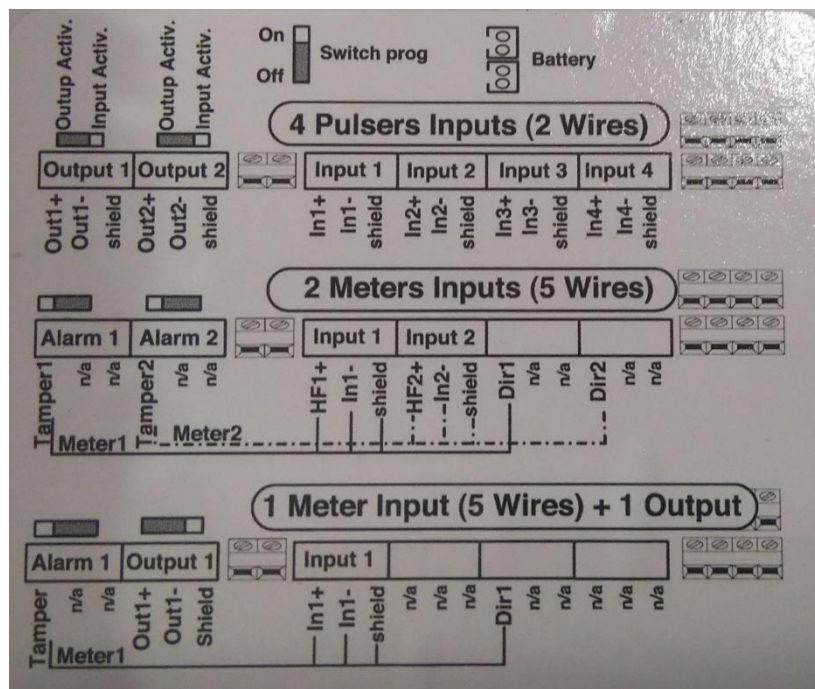 On
Off
Switch prog
Battery
Outup Activ.
Input Activ.
Outup Activ.
Input Activ.
4 Pulsers Inputs (2 Wires)
Output 1 Output 2 Input 1 Input 2 Input 3 Input 4
Out1+ Out1- shield Out2+ Out2- shield In1+ In1- shield In2+ In2- shield In3+ In3- shield In4+ In4- shield
2 Meters Inputs (5 Wires)
Alarm 1 Alarm 2 Input 1 Input 2
Tamper1 n/a n/a Tamper2 n/a n/a HF1+ In1- shield HF2+ In2- shield Dir1 n/a n/a Dir2 n/a n/a
Meter1 Meter2
1 Meter Input (5 Wires) + 1 Output
Alarm 1 Output 1 Input 1
Tamper n/a n/a Out1+ Out1- Shield In1+ In1- shield n/a n/a n/a Dir1 n/a n/a n/a n/a n/a
Meter1